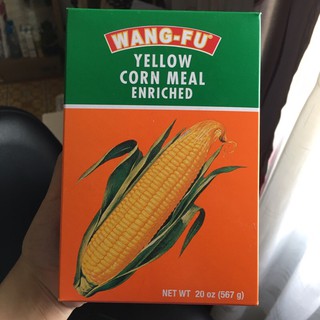 WANG-FU®
YELLOW
CORN MEAL
ENRICHED
NET WT 20 oz (567 g)